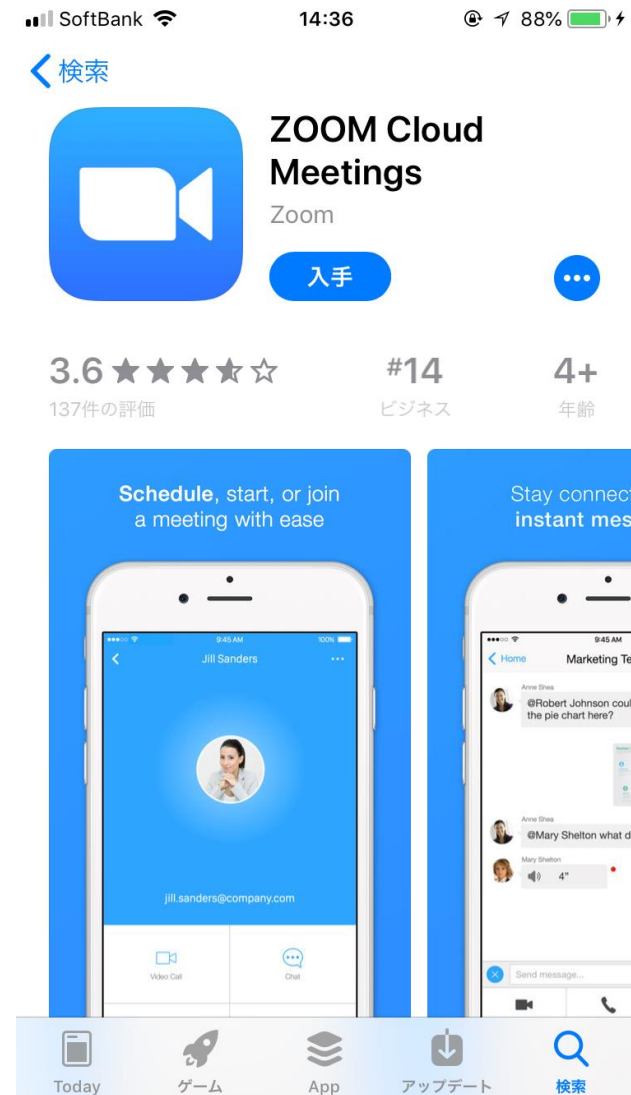 SoftBank 14:36 88%
検索
ZOOM Cloud
Meetings
Zoom
入手
3.6 #14 4+
137件の評価 ビジネス 年齢
Schedule, start, or join
a meeting with ease
9:45 AM 100%
Jill Sanders
jill.sanders@company.com
Video Call Chat
Stay connec
instant mes
9:45 AM
Home Marketing Te
Anne Shea
@Robert Johnson coul
the pie chart here?
Anne Shea
@Mary Shelton what d
Mary Shelton
4"
Send message...
Today ゲーム App アップデート 検索